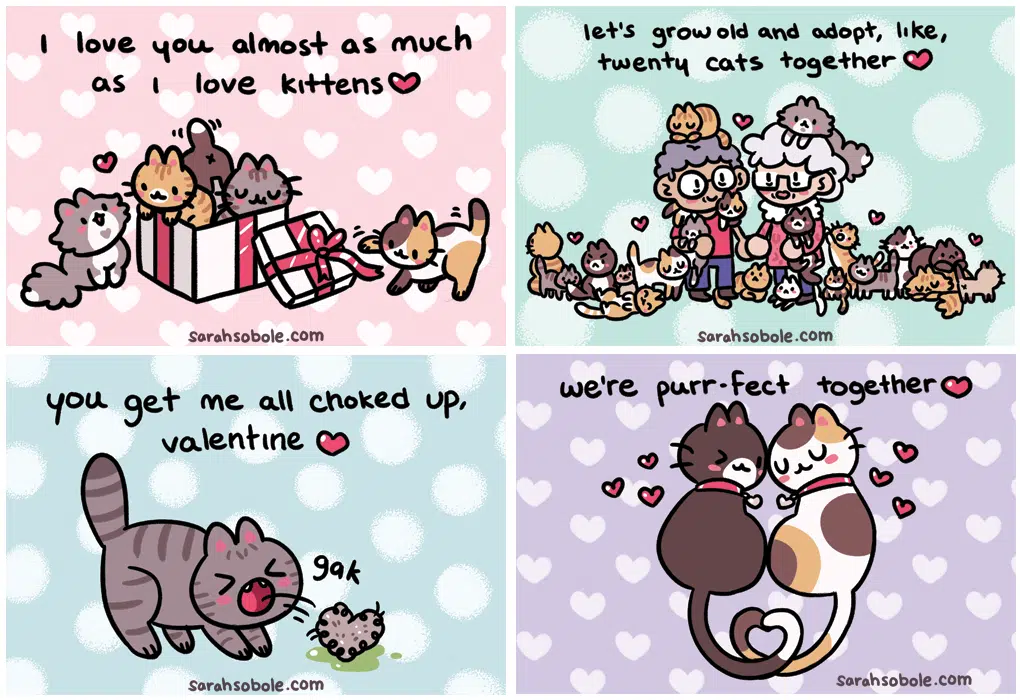 I love you almost as much
as I love kittens
sarahsobole.com
let's grow old and adopt, like,
twenty cats together
sarahsobole.com
you get me all choked up,
valentine
gak
sarahsobole.com
we're purr-fect together
sarahsobole.com